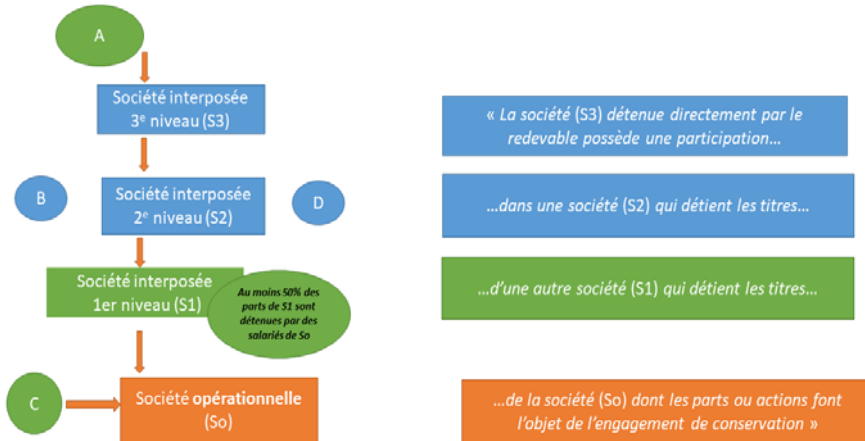 A
Société interposée
3e niveau (S3)
« La société (S3) détenue directement par le
redevable possède une participation…
B
Société interposée
2e niveau (S2)
D
…dans une société (S2) qui détient les titres…
Société interposée
1er niveau (S1)
Au moins 50% des
parts de S1 sont
détenues par des
salariés de So
…d’une autre société (S1) qui détient les titres…
C
Société opérationnelle
(So)
…de la société (So) dont les parts ou actions font
l’objet de l’engagement de conservation »